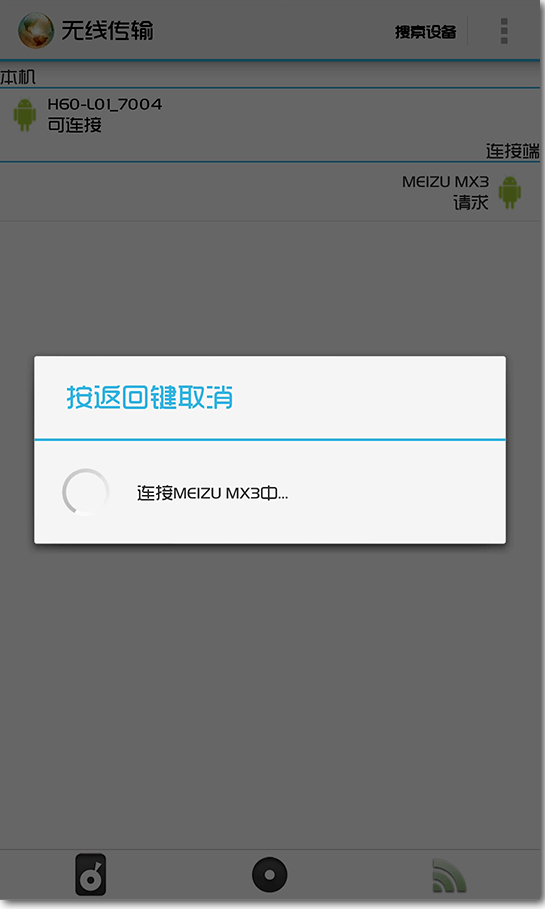 无线传输
搜索设备
本机
H60-L01_7004
可连接
连接端
MEIZU MX3
请求
按返回键取消
连接MEIZU MX3中...